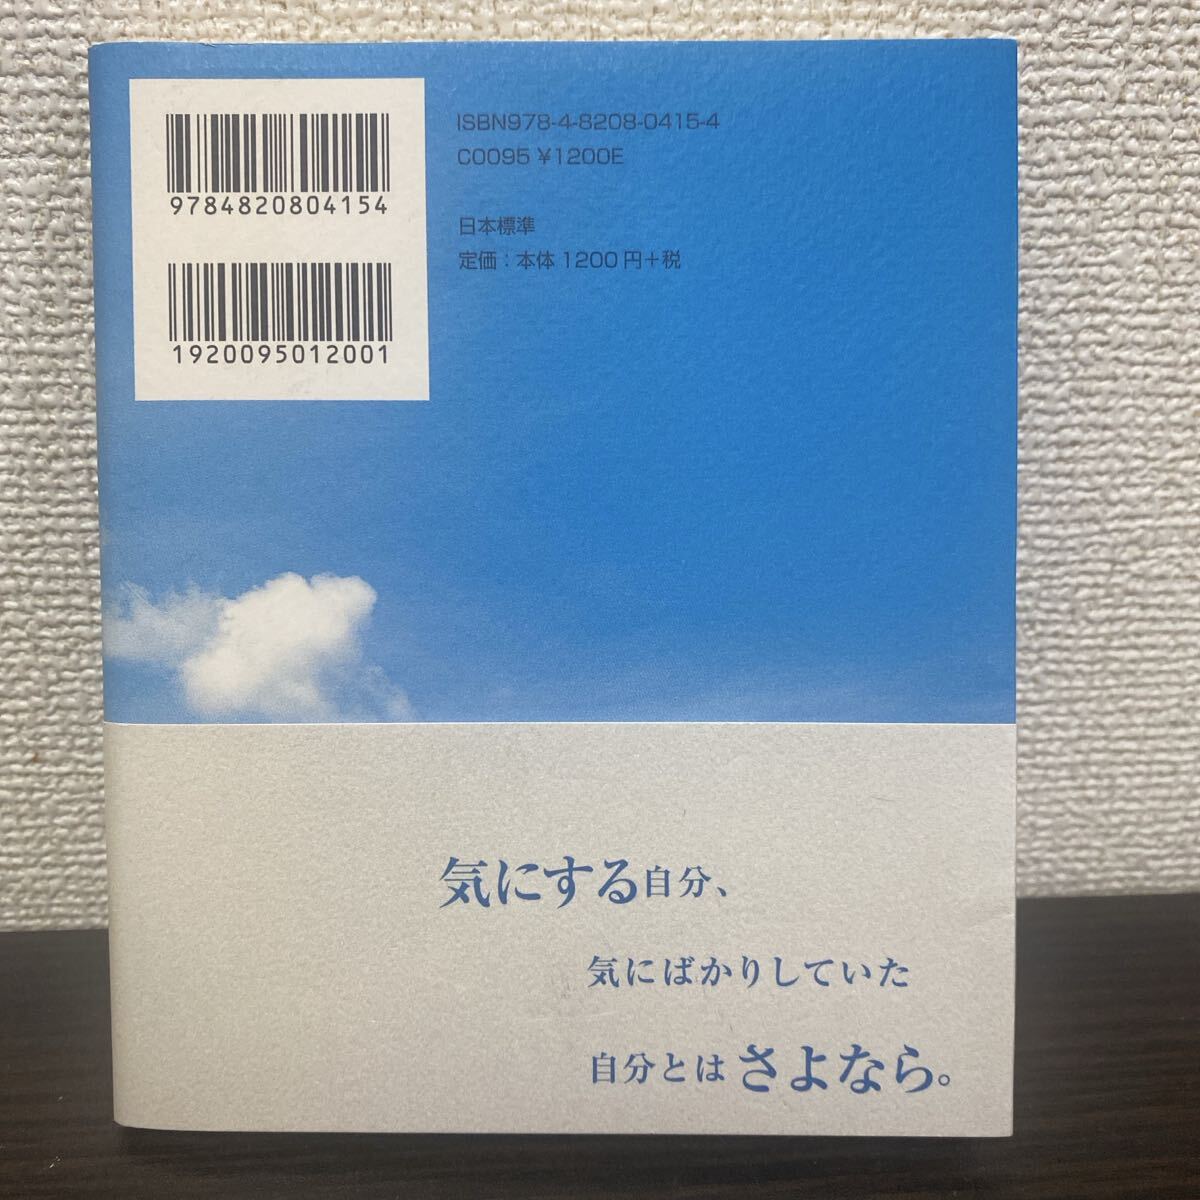 9784820804154
1920095012001
ISBN978-4-8208-0415-4
C0095 ¥1200E
日本標準
定価：本体 1200 円＋税
気にする自分、
気にばかりしていた
自分とは さよなら。